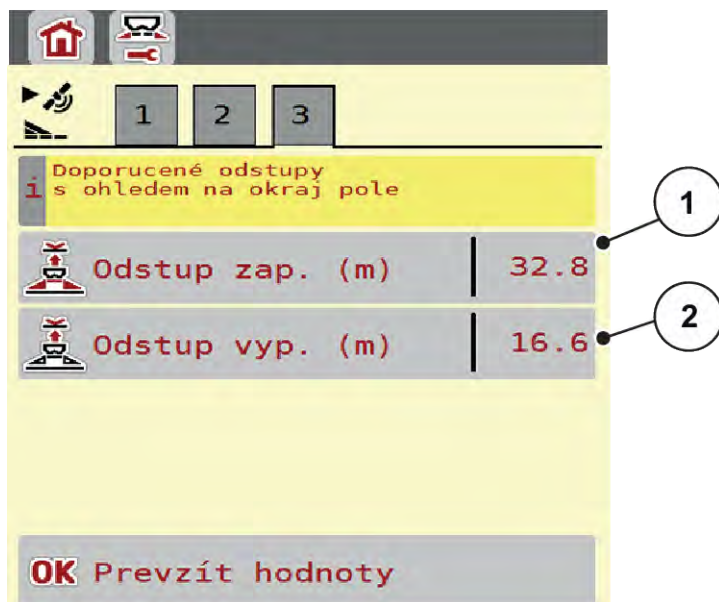 1 2 3
i Doporucené odstupy
s ohledem na okraj pole
Odstup zap. (m) 32.8
Odstup vyp. (m) 16.6
OK Prevzít hodnoty
1
2